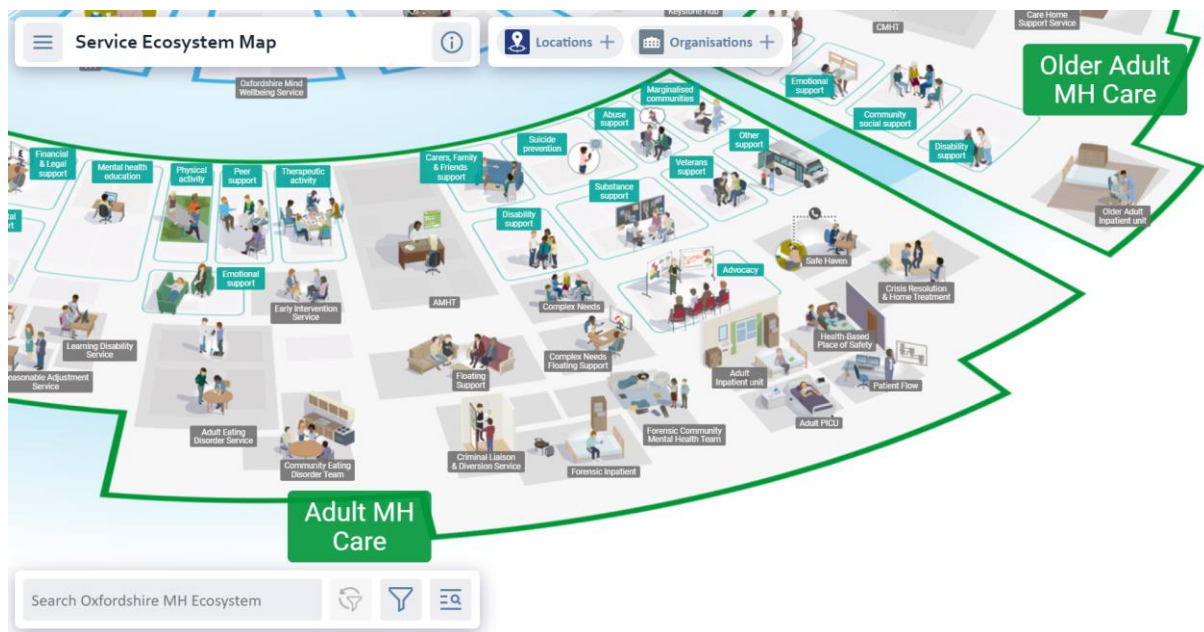 Service Ecosystem Map
Locations +
Organisations +
Keystone Hub
CMHT
Care Home
Support Service
Older Adult
MH Care
Oxfordshire Mind
Wellbeing Service
Emotional
support
Community
social support
Disability
support
Older Adult
Inpatient unit
Marginalised
communities
Abuse
support
Suicide
prevention
Other
support
Carers, Family
& Friends
support
Veterans
support
Substance
support
Disability
support
Financial
& Legal
support
Mental health
education
Physical
activity
Peer
support
Therapeutic
activity
Emotional
support
Early Intervention
Service
AMHT
Complex Needs
Advocacy
Safe Haven
Crisis Resolution
& Home Treatment
Learning Disability
Service
Service
Floating
Support
Complex Needs
Floating Support
Adult
Inpatient unit
Health-Based
Place of Safety
Patient Flow
Adult PICU
Adult Eating
Disorder Service
Community Eating
Disorder Team
Criminal Liaison
& Diversion Service
Forensic Inpatient
Forensic Community
Mental Health Team
Adult MH
Care
Search Oxfordshire MH Ecosystem